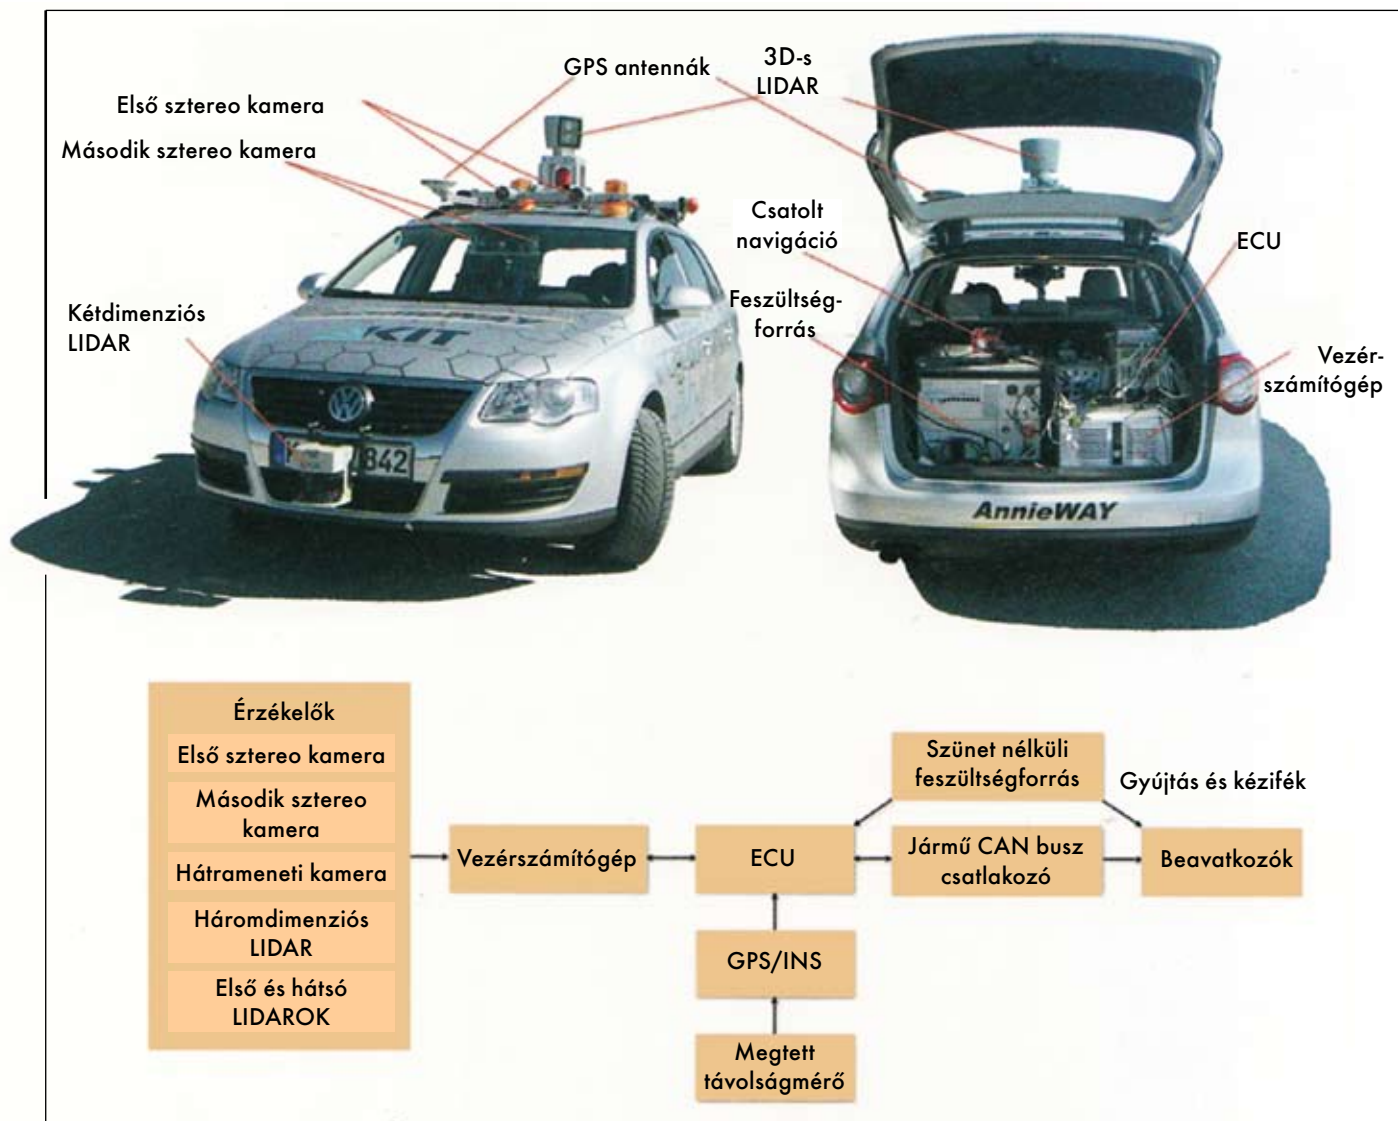 GPS antennák
3D-s
LIDAR
Első sztereo kamera
Második sztereo kamera
Csatolt
navigáció
ECU
Feszültség-
forrás
Kétdimenziós
LIDAR
Vezér-
számítógép
KIT
842
AnnieWAY
Érzékelők
Első sztereo kamera
Második sztereo
kamera
Hátrameneti kamera
Háromdimenziós
LIDAR
Első és hátsó
LIDAROK
Vezérszámítógép
ECU
GPS/INS
Megtett
távolságmérő
Szünet nélküli
feszültségforrás
Jármű CAN busz
csatlakozó
Gyújtás és kézifék
Beavatkozók